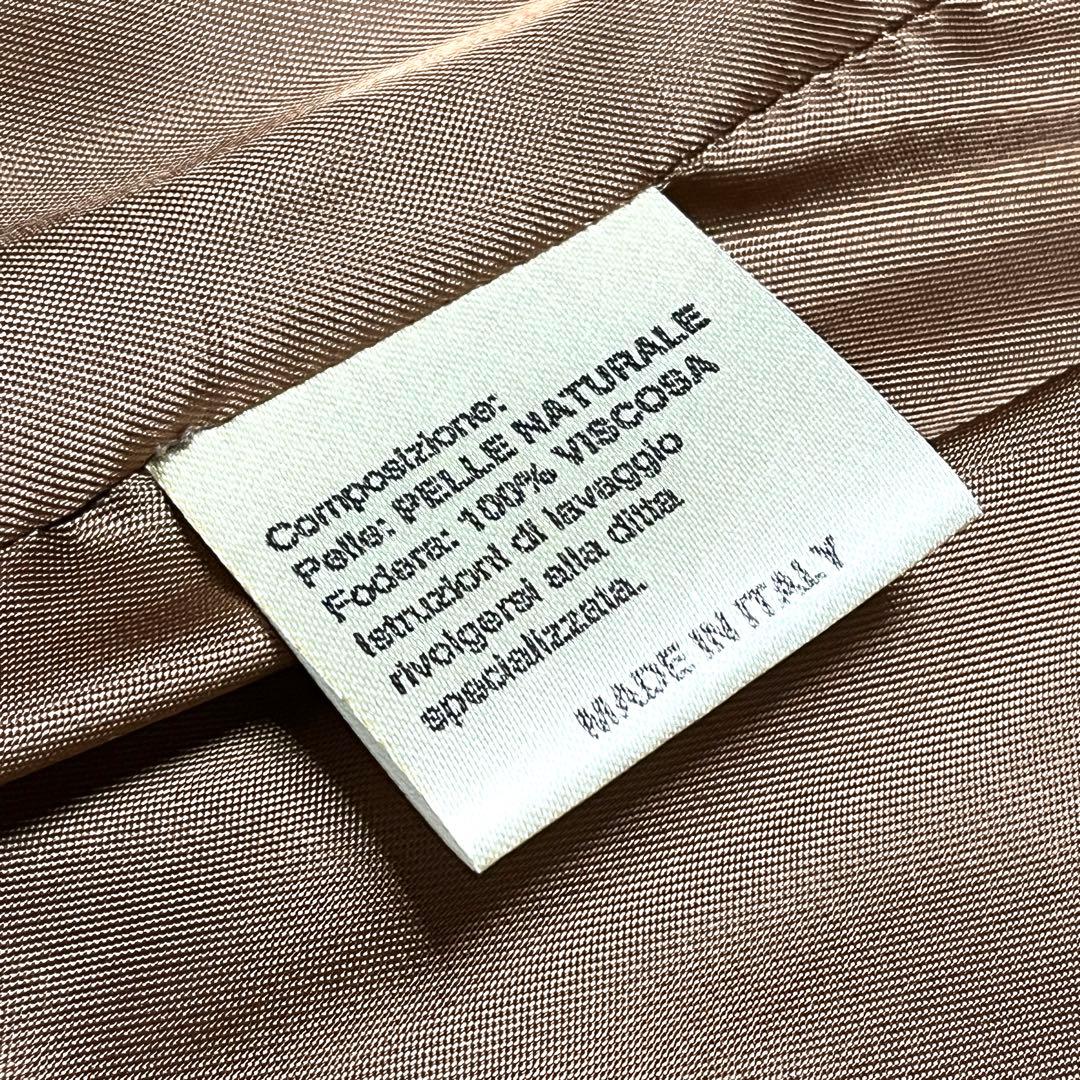 Composizione:
Pelle: PELLE NATURALE
Fodera: 100% VISCOSA
Istruzioni di lavaggio
rivolgersi alla ditta
specializzata.
MADE IN ITALY